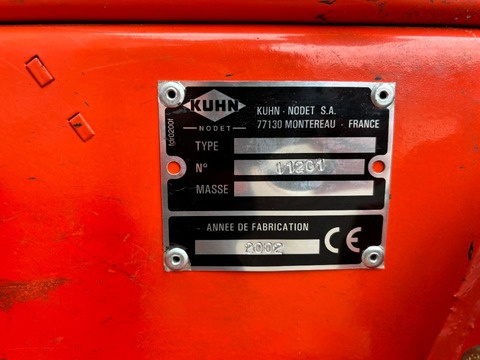 KUHN
NODET
KUHN - NODET S.A.
77130 MONTEREAU - FRANCE
TYPE
N° 11201
MASSE
ANNEE DE FABRICATION
2002 CE